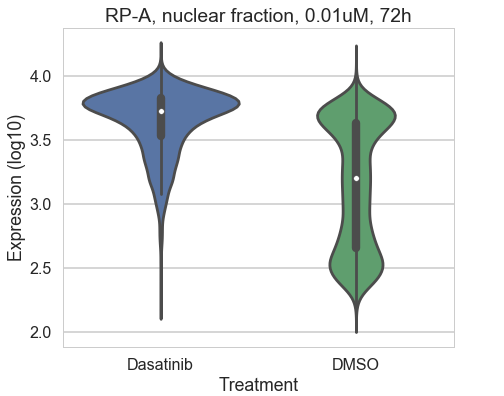 RP-A, nuclear fraction, 0.01uM, 72h
Expression (log10)
4.0
3.5
3.0
2.5
2.0
Dasatinib DMSO
Treatment